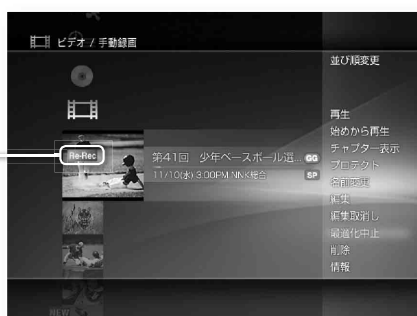 ビデオ / 手動録画
並び順変更
再生
始めから再生
チャプター表示
プロテクト
名前変更
編集
編集取消し
最適化中止
削除
情報
Re-Rec
第41回 少年ベースボール選... GG
11/10(水) 3:00PM NNK総合 SP
NEW